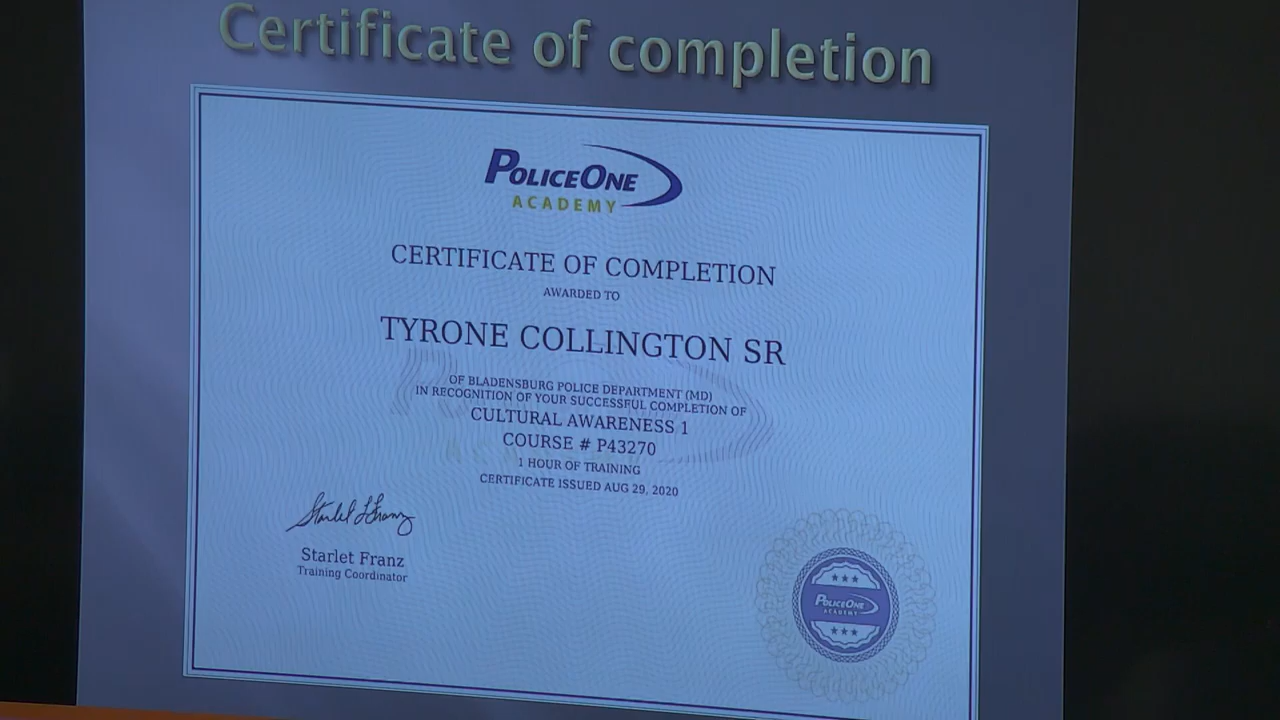 Certificate of completion
POLICEONE
ACADEMY
CERTIFICATE OF COMPLETION
AWARDED TO
TYRONE COLLINGTON SR
OF BLADENSBURG POLICE DEPARTMENT (MD)
IN RECOGNITION OF YOUR SUCCESSFUL COMPLETION OF
CULTURAL AWARENESS 1
COURSE # P43270
1 HOUR OF TRAINING
CERTIFICATE ISSUED AUG 29, 2020
Starlet L Franz
Starlet Franz
Training Coordinator
POLICEONE
ACADEMY